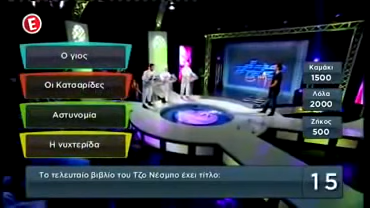 E
Ο γιος
Οι Κατσαρίδες
Αστυνομία
Η νυχτερίδα
Καμάκι
1500
Λόλα
2000
Ζήκος
500
Το τελευταίο βιβλίο του Τζο Νέσμπο έχει τίτλο:
15